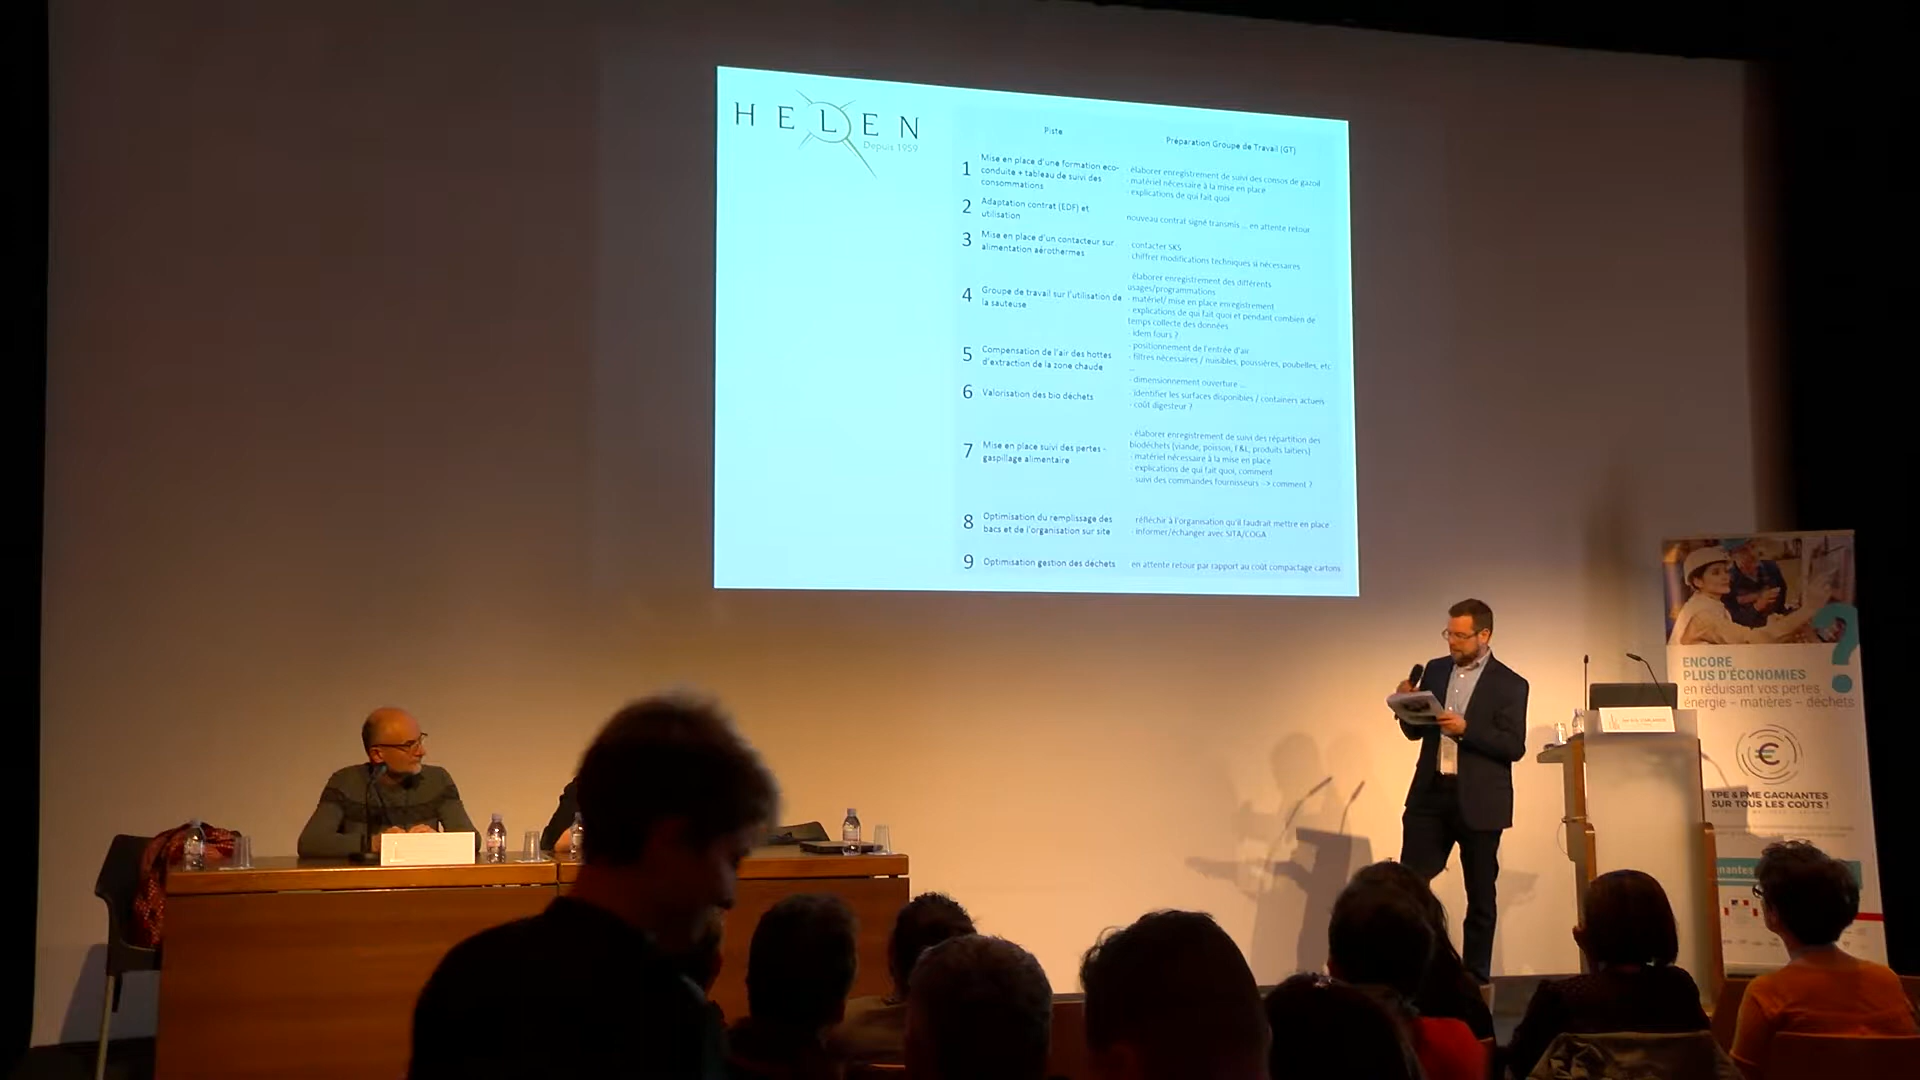 HELEN
Depuis 1959
Piste
Préparation Groupe de Travail (GT)
1
Mise en place d'une formation eco-
conduite + tableau de suivi des
consommations
- élaborer enregistrement de suivi des consos de gazoil
- matériel nécessaire à la mise en place
- explications de qui fait quoi
2
Adaptation contrat (EDF) et
utilisation
nouveau contrat signé transmis ... en attente retour
3
Mise en place d'un contacteur sur
alimentation aérothermes
- contacter SKS
- chiffrer modifications techniques si nécessaires
4
Groupe de travail sur l'utilisation de
la sauteuse
- élaborer enregistrement des différents
usages/programmations
- matériel/ mise en place enregistrement
- explications de qui fait quoi et pendant combien de
temps collecte des données
- idem fours ?
5
Compensation de l'air des hottes
d'extraction de la zone chaude
- positionnement de l'entrée d'air
- filtres nécessaires / nuisibles, poussières, poubelles, etc
...
- dimensionnement ouverture ...
6
Valorisation des bio déchets
- identifier les surfaces disponibles / containers actuels
- coût digesteur ?
7
Mise en place suivi des pertes -
gaspillage alimentaire
- élaborer enregistrement de suivi des répartition des
biodéchets (viande, poisson, F&L, produits laitiers)
- matériel nécessaire à la mise en place
- explications de qui fait quoi, comment
- suivi des commandes fournisseurs --> comment ?
8
Optimisation du remplissage des
bacs et de l'organisation sur site
- réfléchir à l'organisation qu'il faudrait mettre en place
- informer/échanger avec SITA/COGA
9
Optimisation gestion des déchets
en attente retour par rapport au coût compactage cartons
?
ENCORE
PLUS D'ÉCONOMIES
en réduisant vos pertes
énergie – matières – déchets
€
TPE & PME GAGNANTES
SUR TOUS LES COÛTS !